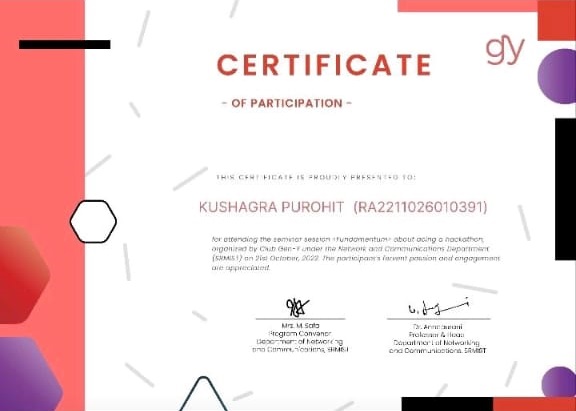 gy
CERTIFICATE
- OF PARTICIPATION -
THIS CERTIFICATE IS PROUDLY PRESENTED TO:
KUSHAGRA PUROHIT (RA2211026010391)
for attending the seminar session «Fundamentum» about acing a hackathon,
organized by Club Gen-Y under the Network and Communications Department
(SRMIST) on 21st October, 2022. The participant's fervent passion and engagement
are appreciated.
Mrs. M. Safa
Program Convenor
Department of Networking
and Communications, SRMIST
Dr. Annapurani
Professor & Head
Department of Networking
and Communications, SRMIST